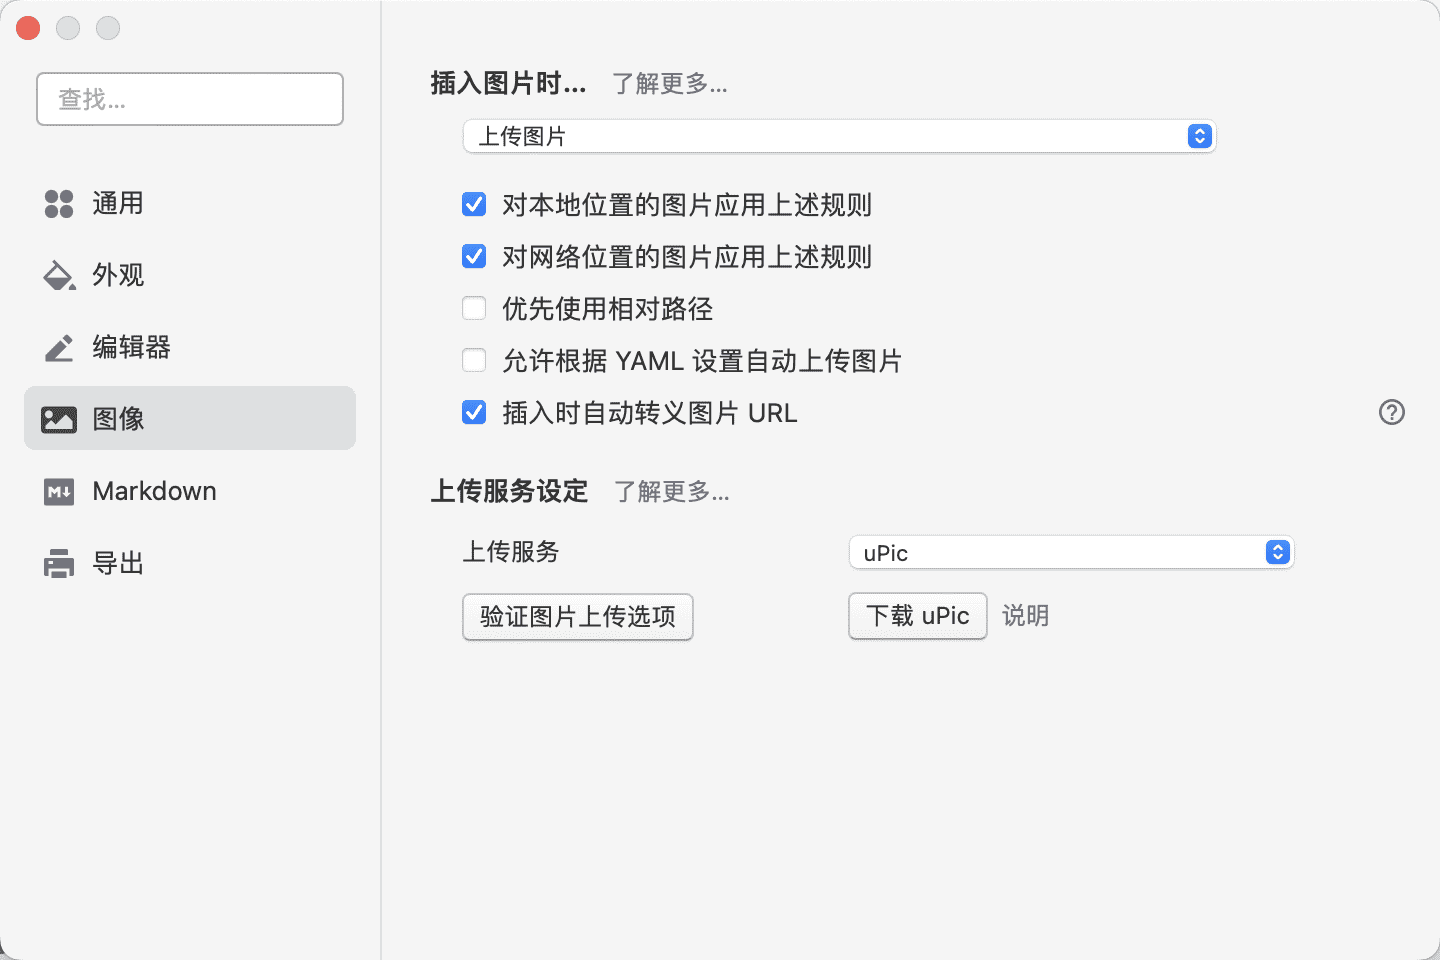 查找...
通用
外观
编辑器
图像
Markdown
导出
插入图片时... 了解更多...
上传图片
对本地位置的图片应用上述规则
对网络位置的图片应用上述规则
优先使用相对路径
允许根据 YAML 设置自动上传图片
插入时自动转义图片 URL
上传服务设定 了解更多...
上传服务 uPic
验证图片上传选项 下载 uPic 说明